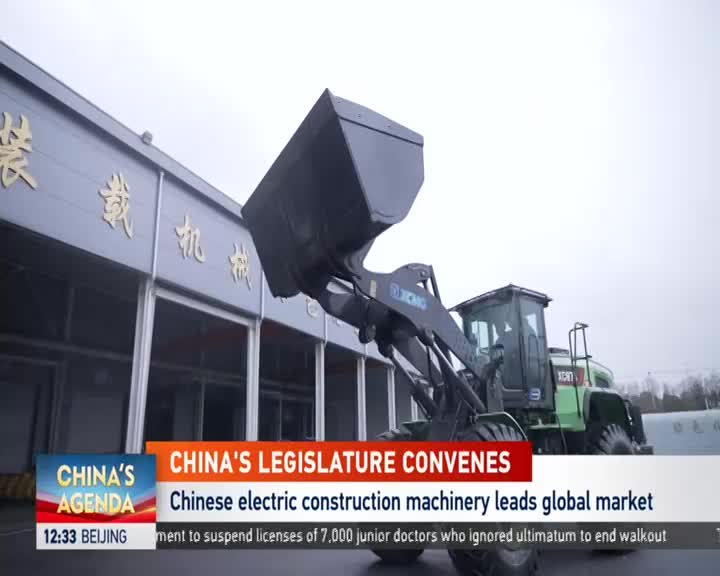 装载机械
XCMG
CHINA'S LEGISLATURE CONVENES
CHINA'S
AGENDA
Chinese electric construction machinery leads global market
12:33 BEIJING
ment to suspend licenses of 7,000 junior doctors who ignored ultimatum to end walkout